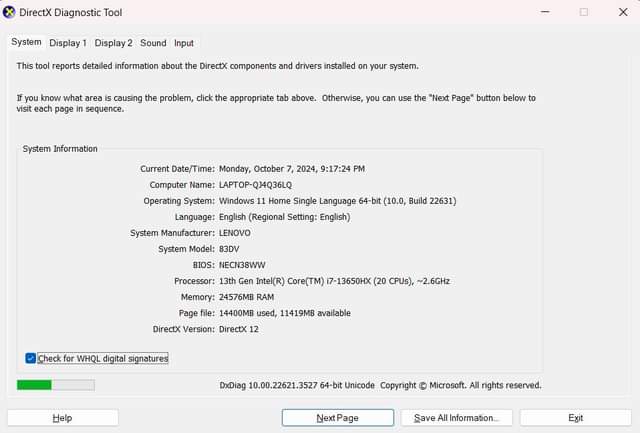 DirectX Diagnostic Tool
System Display 1 Display 2 Sound Input
This tool reports detailed information about the DirectX components and drivers installed on your system.
If you know what area is causing the problem, click the appropriate tab above. Otherwise, you can use the "Next Page" button below to
visit each page in sequence.
System Information
Current Date/Time: Monday, October 7, 2024, 9:17:24 PM
Computer Name: LAPTOP-QJ4Q36LQ
Operating System: Windows 11 Home Single Language 64-bit (10.0, Build 22631)
Language: English (Regional Setting: English)
System Manufacturer: LENOVO
System Model: 83DV
BIOS: NECN38WW
Processor: 13th Gen Intel(R) Core(TM) i7-13650HX (20 CPUs), ~2.6GHz
Memory: 24576MB RAM
Page file: 14400MB used, 11419MB available
DirectX Version: DirectX 12
Check for WHQL digital signatures
DxDiag 10.00.22621.3527 64-bit Unicode Copyright © Microsoft. All rights reserved.
Help Next Page Save All Information... Exit